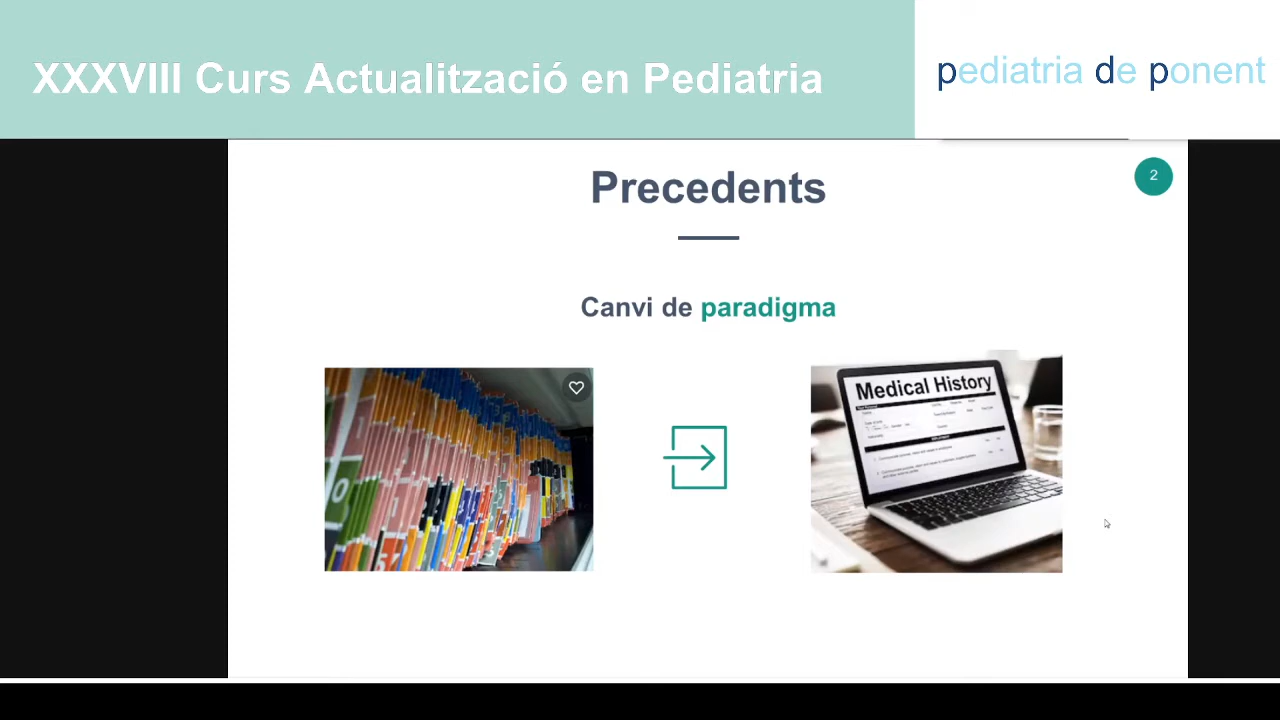 XXXVIII Curs Actualització en Pediatria
pediatria de ponent
Precedents
2
Canvi de paradigma
Medical History